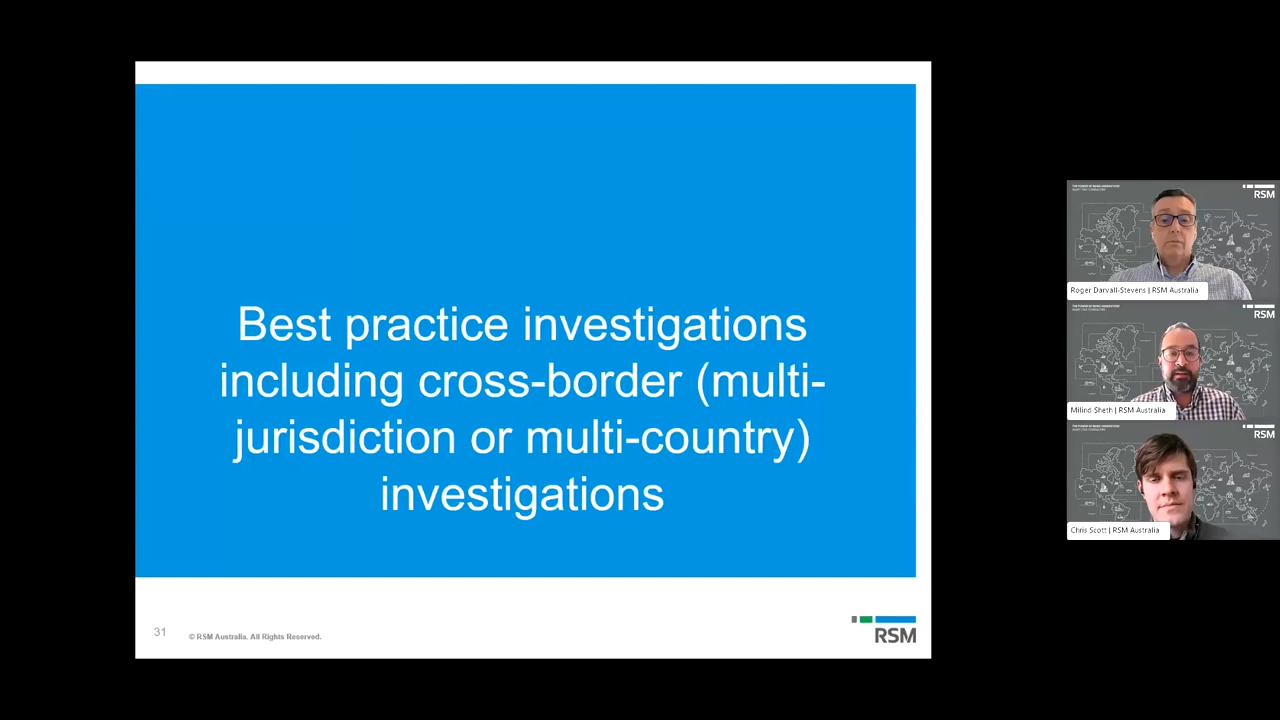 Best practice investigations
including cross-border (multi-
jurisdiction or multi-country)
investigations
31
© RSM Australia. All Rights Reserved.
RSM
RSM
Roger Darvall-Stevens | RSM Australia
RSM
Milind Sheth | RSM Australia
RSM
Chris Scott | RSM Australia